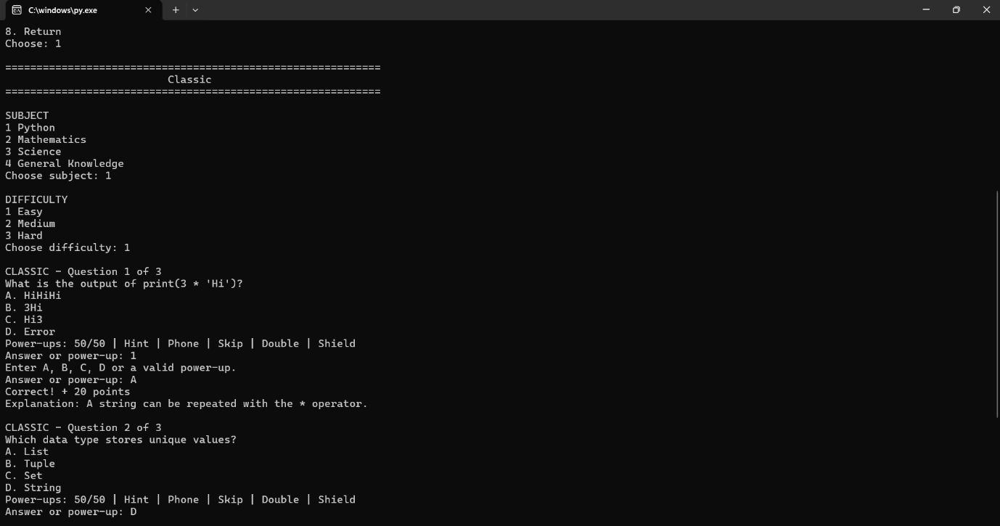 C:\windows\py.exe
8. Return
Choose: 1
============================================================
Classic
============================================================
SUBJECT
1 Python
2 Mathematics
3 Science
4 General Knowledge
Choose subject: 1
DIFFICULTY
1 Easy
2 Medium
3 Hard
Choose difficulty: 1
CLASSIC - Question 1 of 3
What is the output of print(3 * 'Hi')?
A. HiHiHi
B. 3Hi
C. Hi3
D. Error
Power-ups: 50/50 | Hint | Phone | Skip | Double | Shield
Answer or power-up: 1
Enter A, B, C, D or a valid power-up.
Answer or power-up: A
Correct! + 20 points
Explanation: A string can be repeated with the * operator.
CLASSIC - Question 2 of 3
Which data type stores unique values?
A. List
B. Tuple
C. Set
D. String
Power-ups: 50/50 | Hint | Phone | Skip | Double | Shield
Answer or power-up: D